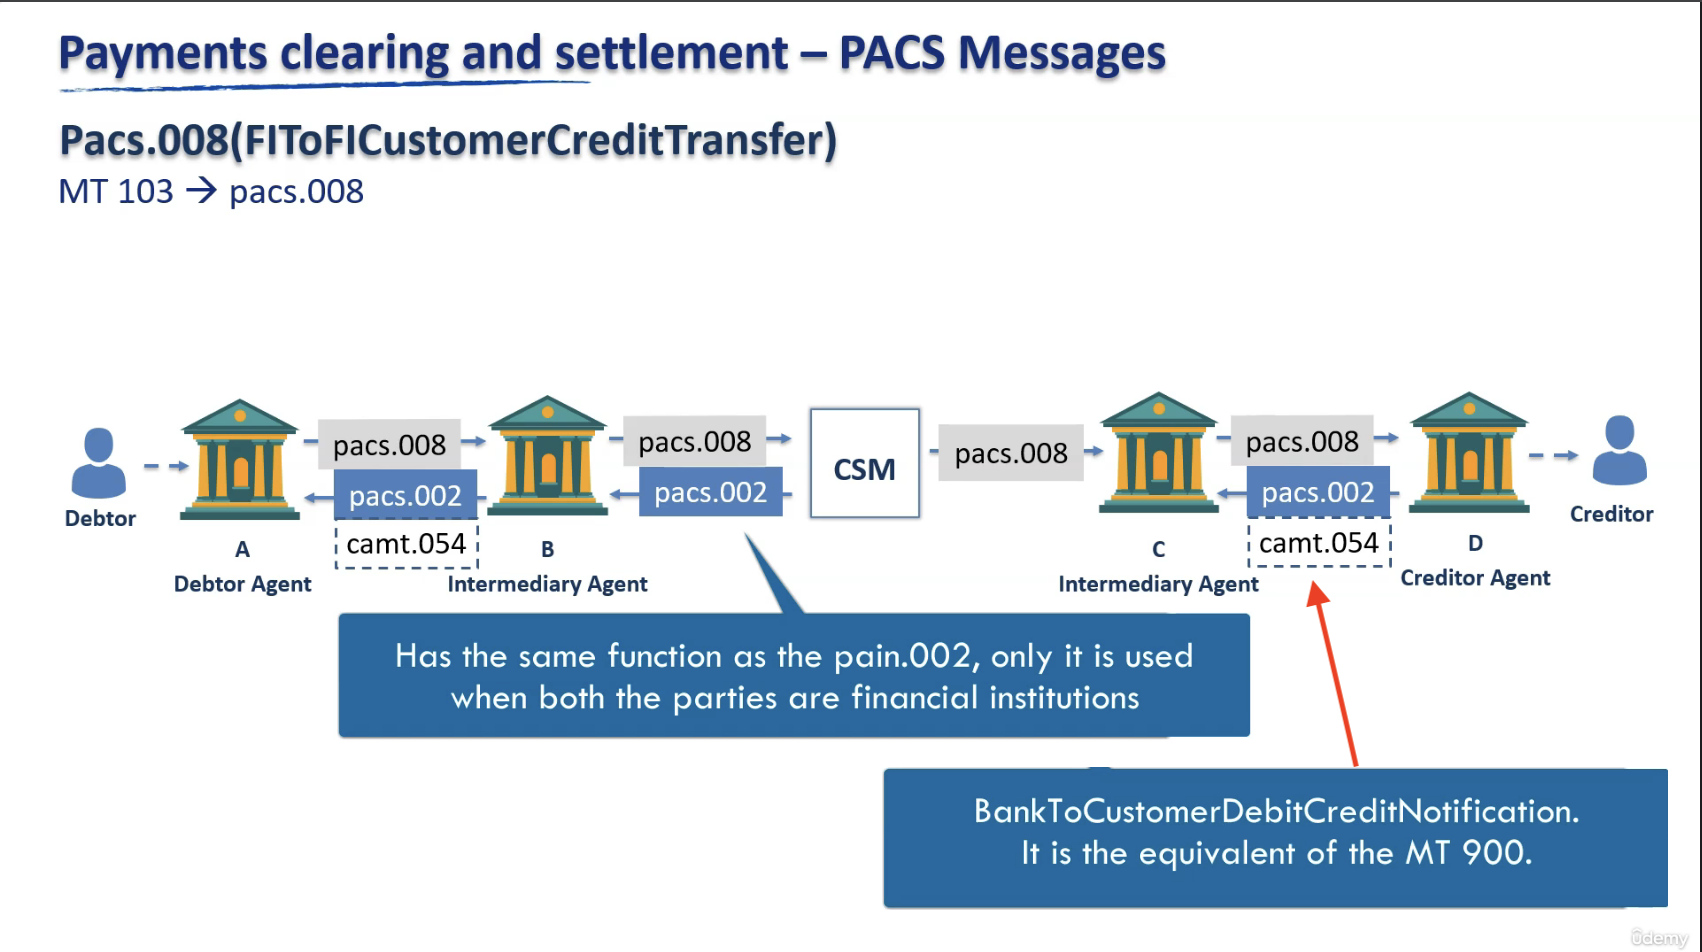 Payments clearing and settlement – PACS Messages
Pacs.008(FIToFICustomerCreditTransfer)
MT 103 → pacs.008
pacs.008
pacs.002
camt.054
pacs.008
pacs.002
CSM
pacs.008
pacs.008
pacs.002
camt.054
Debtor
A
Debtor Agent
B
Intermediary Agent
C
Intermediary Agent
D
Creditor Agent
Creditor
Has the same function as the pain.002, only it is used
when both the parties are financial institutions
BankToCustomerDebitCreditNotification.
It is the equivalent of the MT 900.
ûdemy